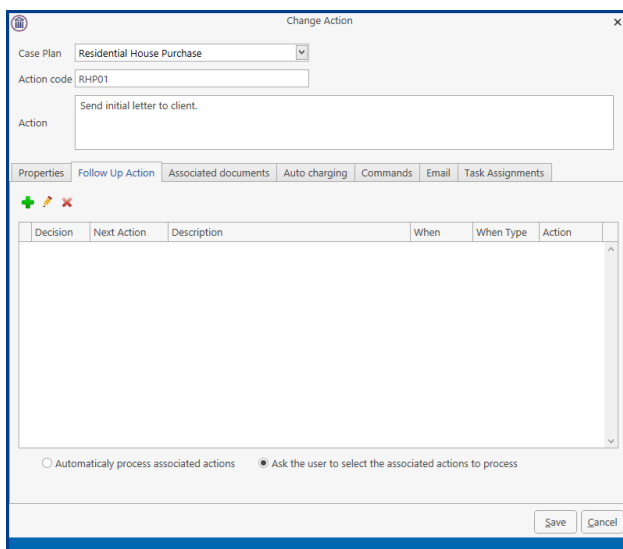 Change Action
Case Plan Residential House Purchase
Action code RHP01
Action Send initial letter to client.
Properties Follow Up Action Associated documents Auto charging Commands Email Task Assignments
Decision Next Action Description When When Type Action
Automaticaly process associated actions Ask the user to select the associated actions to process
Save Cancel